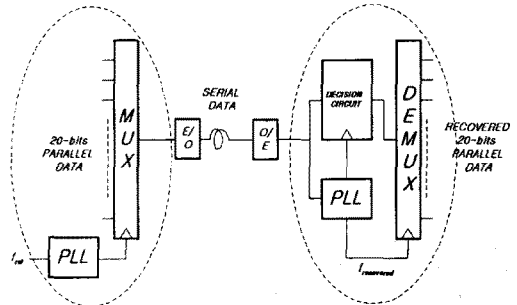 20-bits
PARALLEL
DATA
MUX
f_ref
PLL
E/
O
SERIAL
DATA
O/
E
DECISION
CIRCUIT
PLL
f_recovered
DEMUX
RECOVERED
20-bits
PARALLEL
DATA